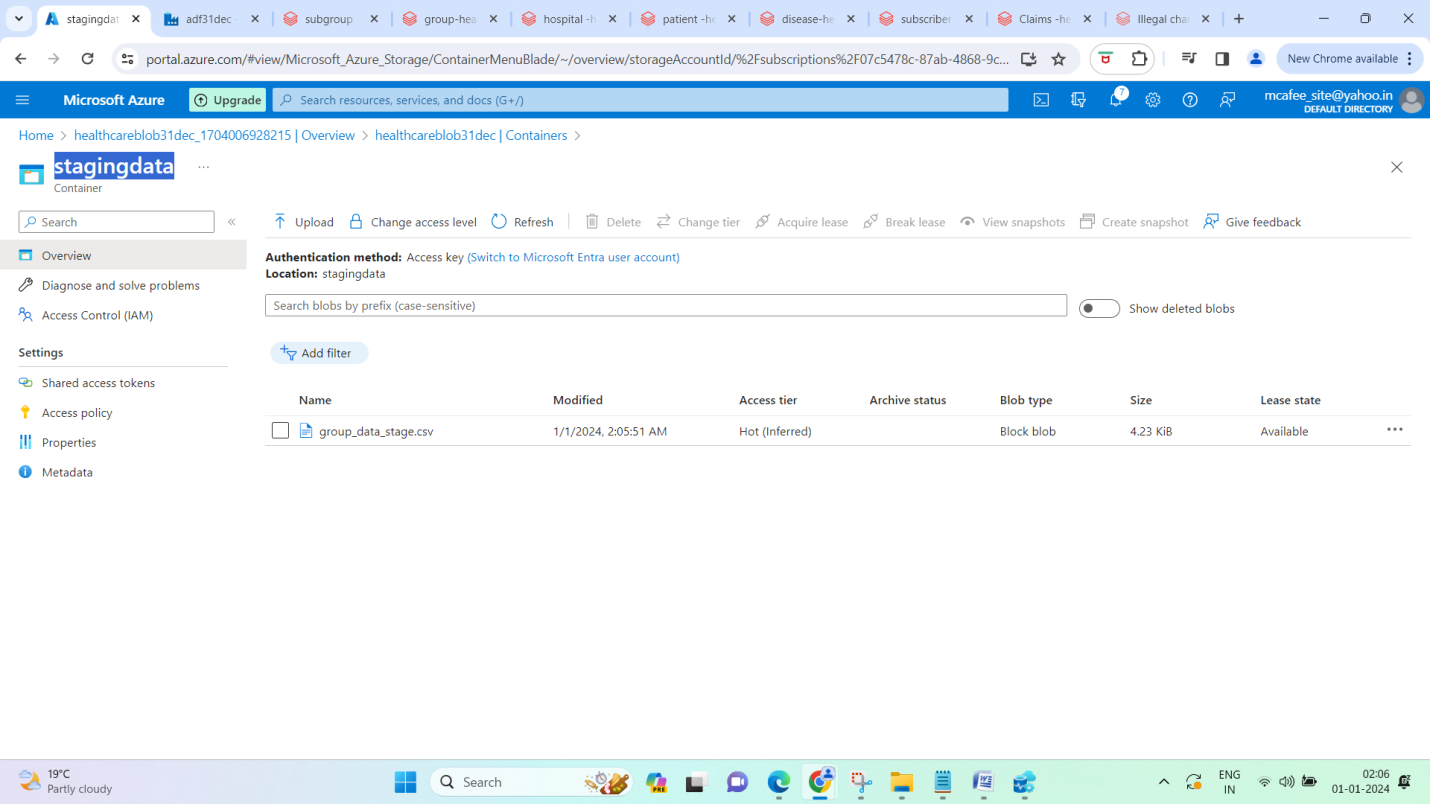 stagingdat
adf31dec -
subgroup -
group-hea
hospital -h
patient -he
disease-he
subscriber
Claims -he
Illegal cha
portal.azure.com/#view/Microsoft_Azure_Storage/ContainerMenuBlade/~/overview/storageAccountId/%2Fsubscriptions%2F07c5478c-87ab-4868-9c...
New Chrome available
Microsoft Azure
Upgrade
Search resources, services, and docs (G+/)
7
mcafee_site@yahoo.in
DEFAULT DIRECTORY
Home > healthcareblob31dec_1704006928215 | Overview > healthcareblob31dec | Containers >
stagingdata
...
Container
Search
«
Upload
Change access level
Refresh
Delete
Change tier
Acquire lease
Break lease
View snapshots
Create snapshot
Give feedback
Overview
Diagnose and solve problems
Access Control (IAM)
Settings
Shared access tokens
Access policy
Properties
Metadata
Authentication method: Access key (Switch to Microsoft Entra user account)
Location: stagingdata
Search blobs by prefix (case-sensitive)
Show deleted blobs
Add filter
Name Modified Access tier Archive status Blob type Size Lease state
group_data_stage.csv 1/1/2024, 2:05:51 AM Hot (Inferred) Block blob 4.23 KiB Available ...
19°C
Partly cloudy
Search
PRE
ENG
IN
02:06
01-01-2024